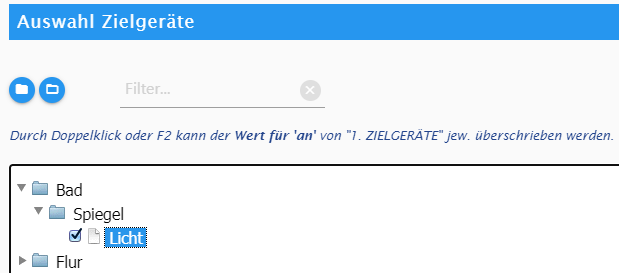 Auswahl Zielgeräte
Filter...
Durch Doppelklick oder F2 kann der Wert für 'an' von "1. ZIELGERÄTE" jew. überschrieben werden.
Bad
Spiegel
Licht
Flur